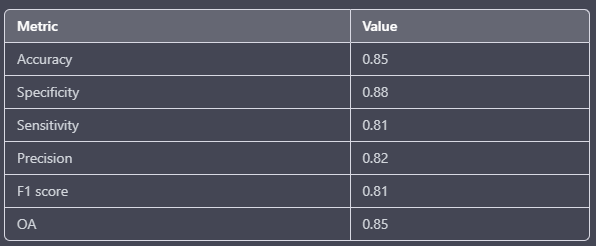 Metric Value
Accuracy 0.85
Specificity 0.88
Sensitivity 0.81
Precision 0.82
F1 score 0.81
OA 0.85